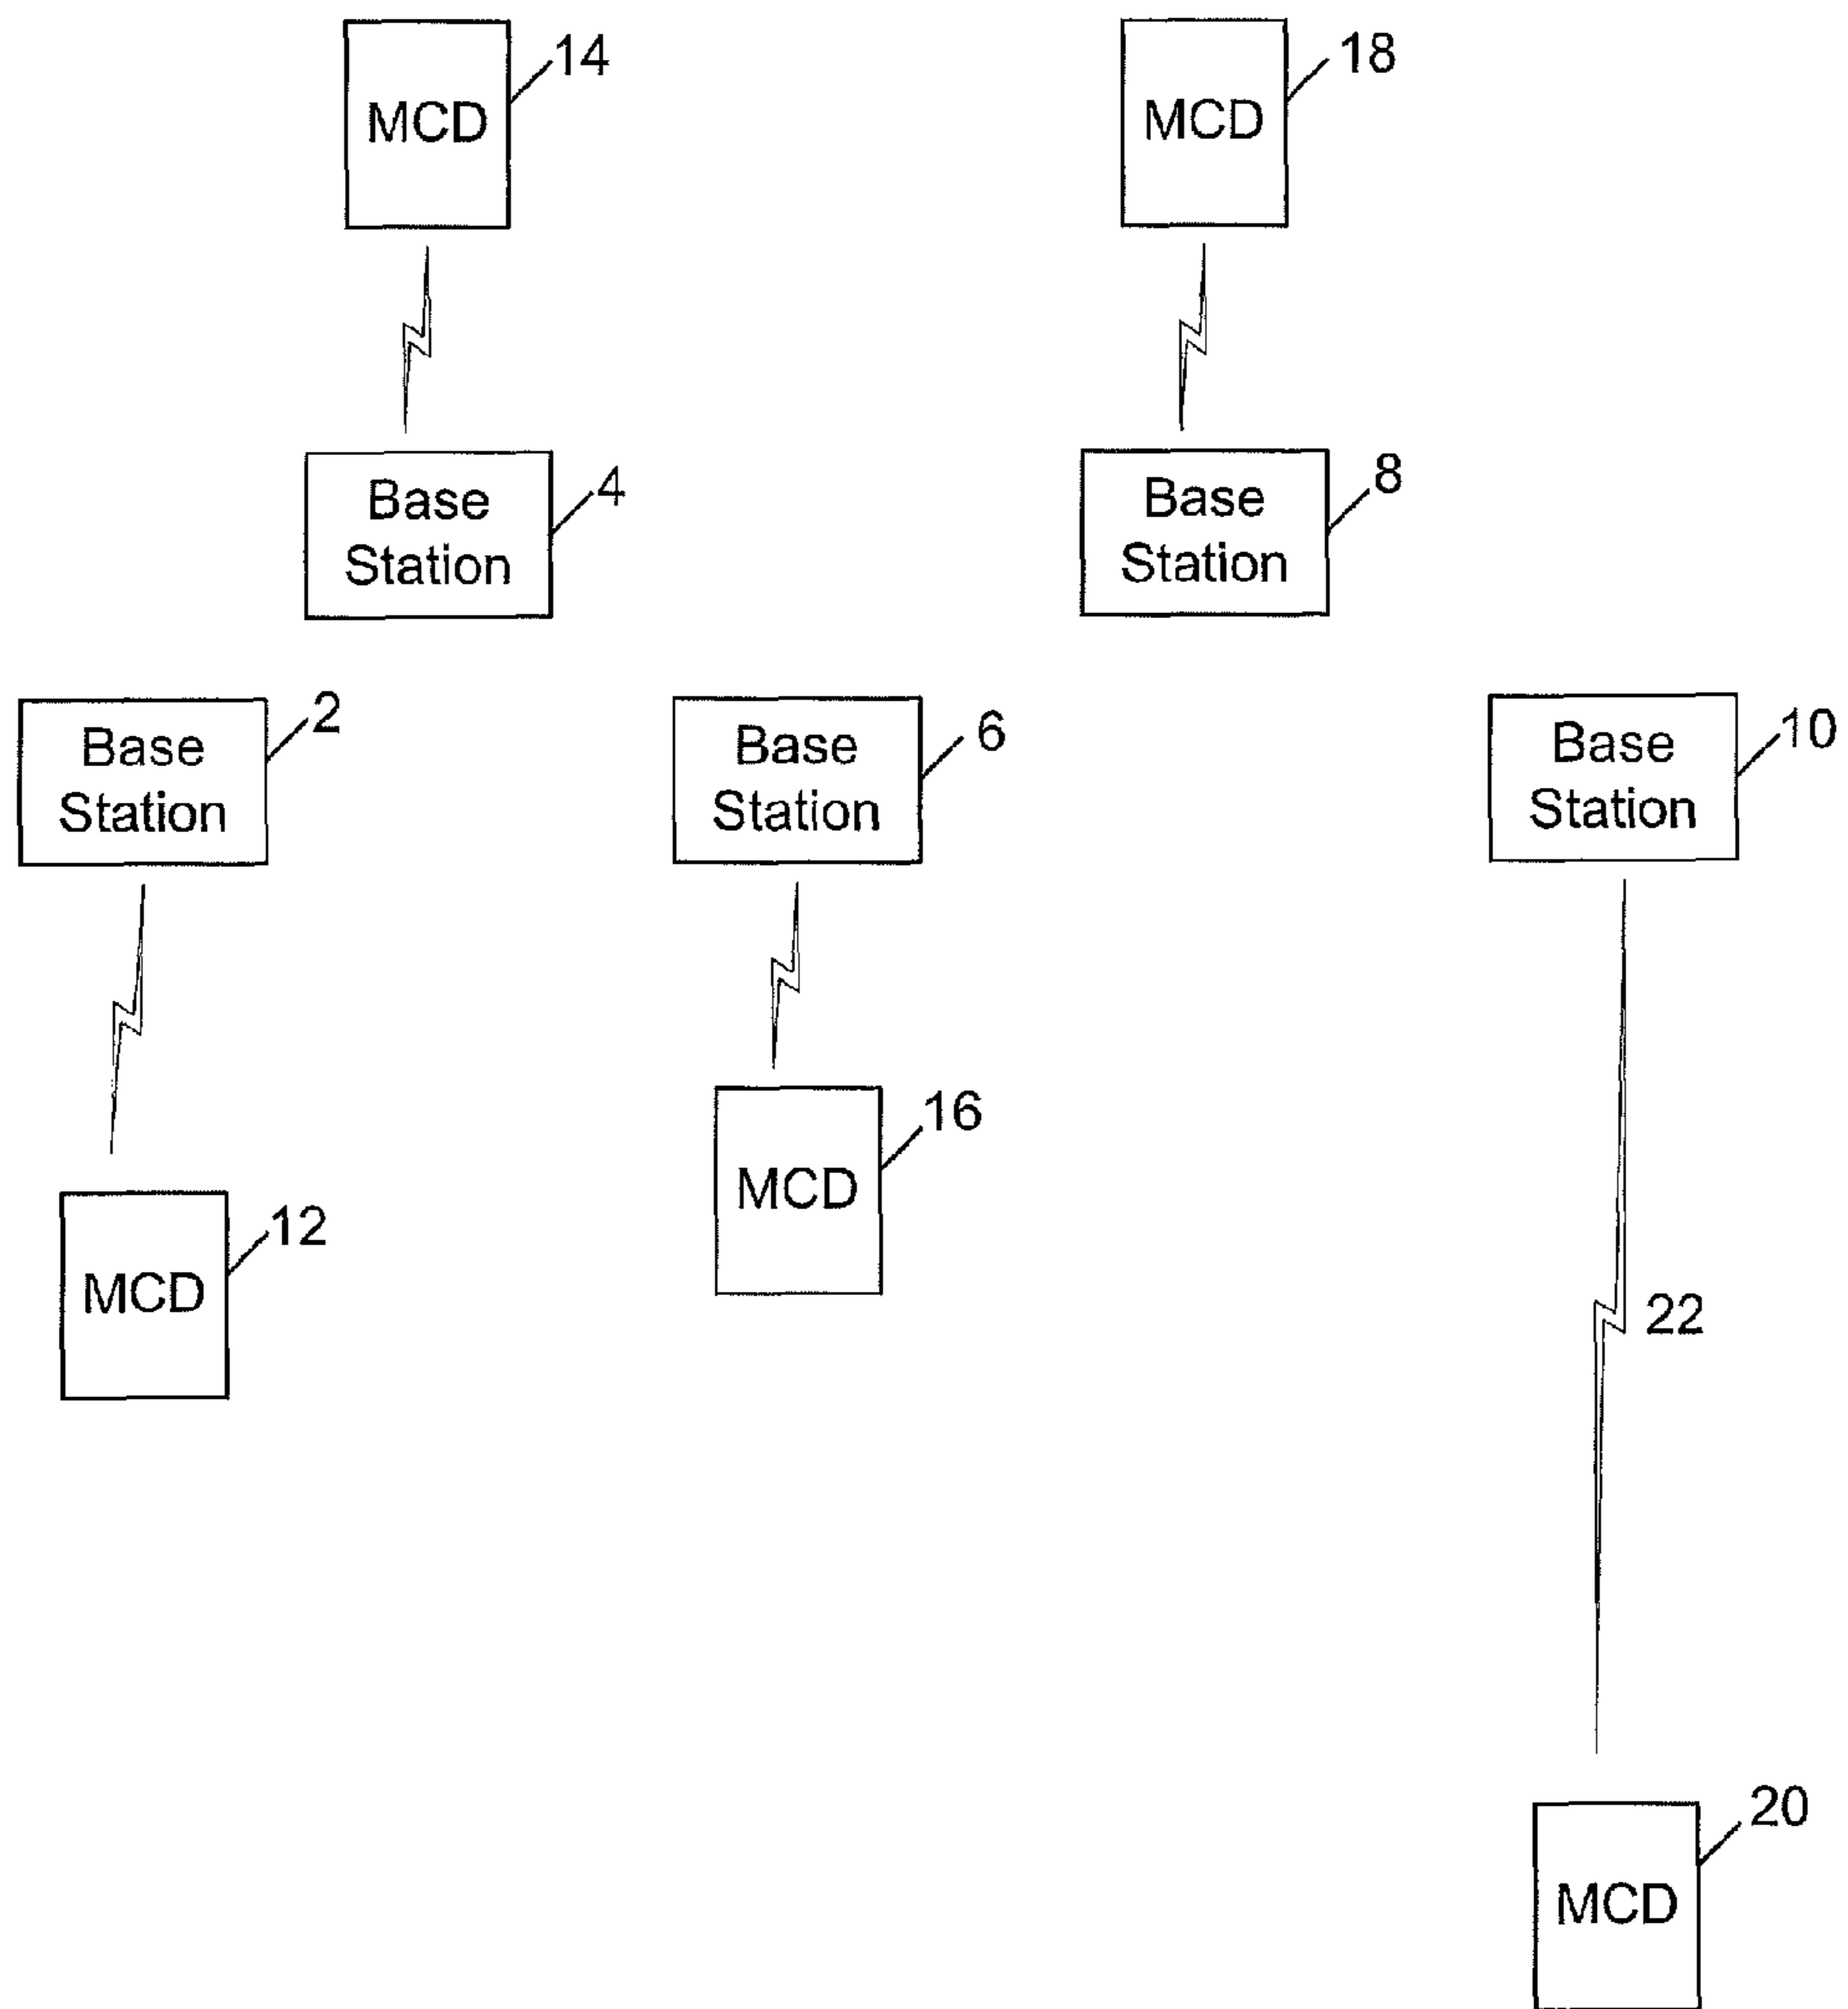 14
MCD
18
MCD
4
Base
Station
8
Base
Station
2
Base
Station
6
Base
Station
10
Base
Station
16
MCD
12
MCD
22
20
MCD